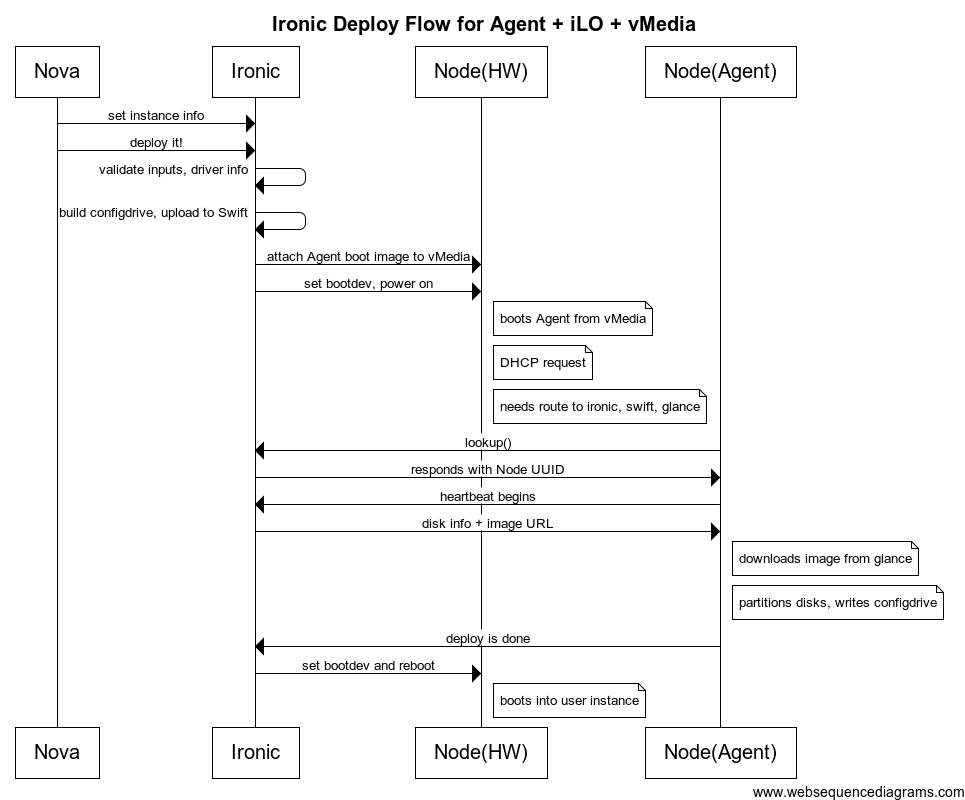 Ironic Deploy Flow for Agent + iLO + vMedia
Nova
Ironic
Node(HW)
Node(Agent)
set instance info
deploy it!
validate inputs, driver info
build configdrive, upload to Swift
attach Agent boot image to vMedia
set bootdev, power on
boots Agent from vMedia
DHCP request
needs route to ironic, swift, glance
lookup()
responds with Node UUID
heartbeat begins
disk info + image URL
downloads image from glance
partitions disks, writes configdrive
deploy is done
set bootdev and reboot
boots into user instance
Nova
Ironic
Node(HW)
Node(Agent)
www.websequencediagrams.com